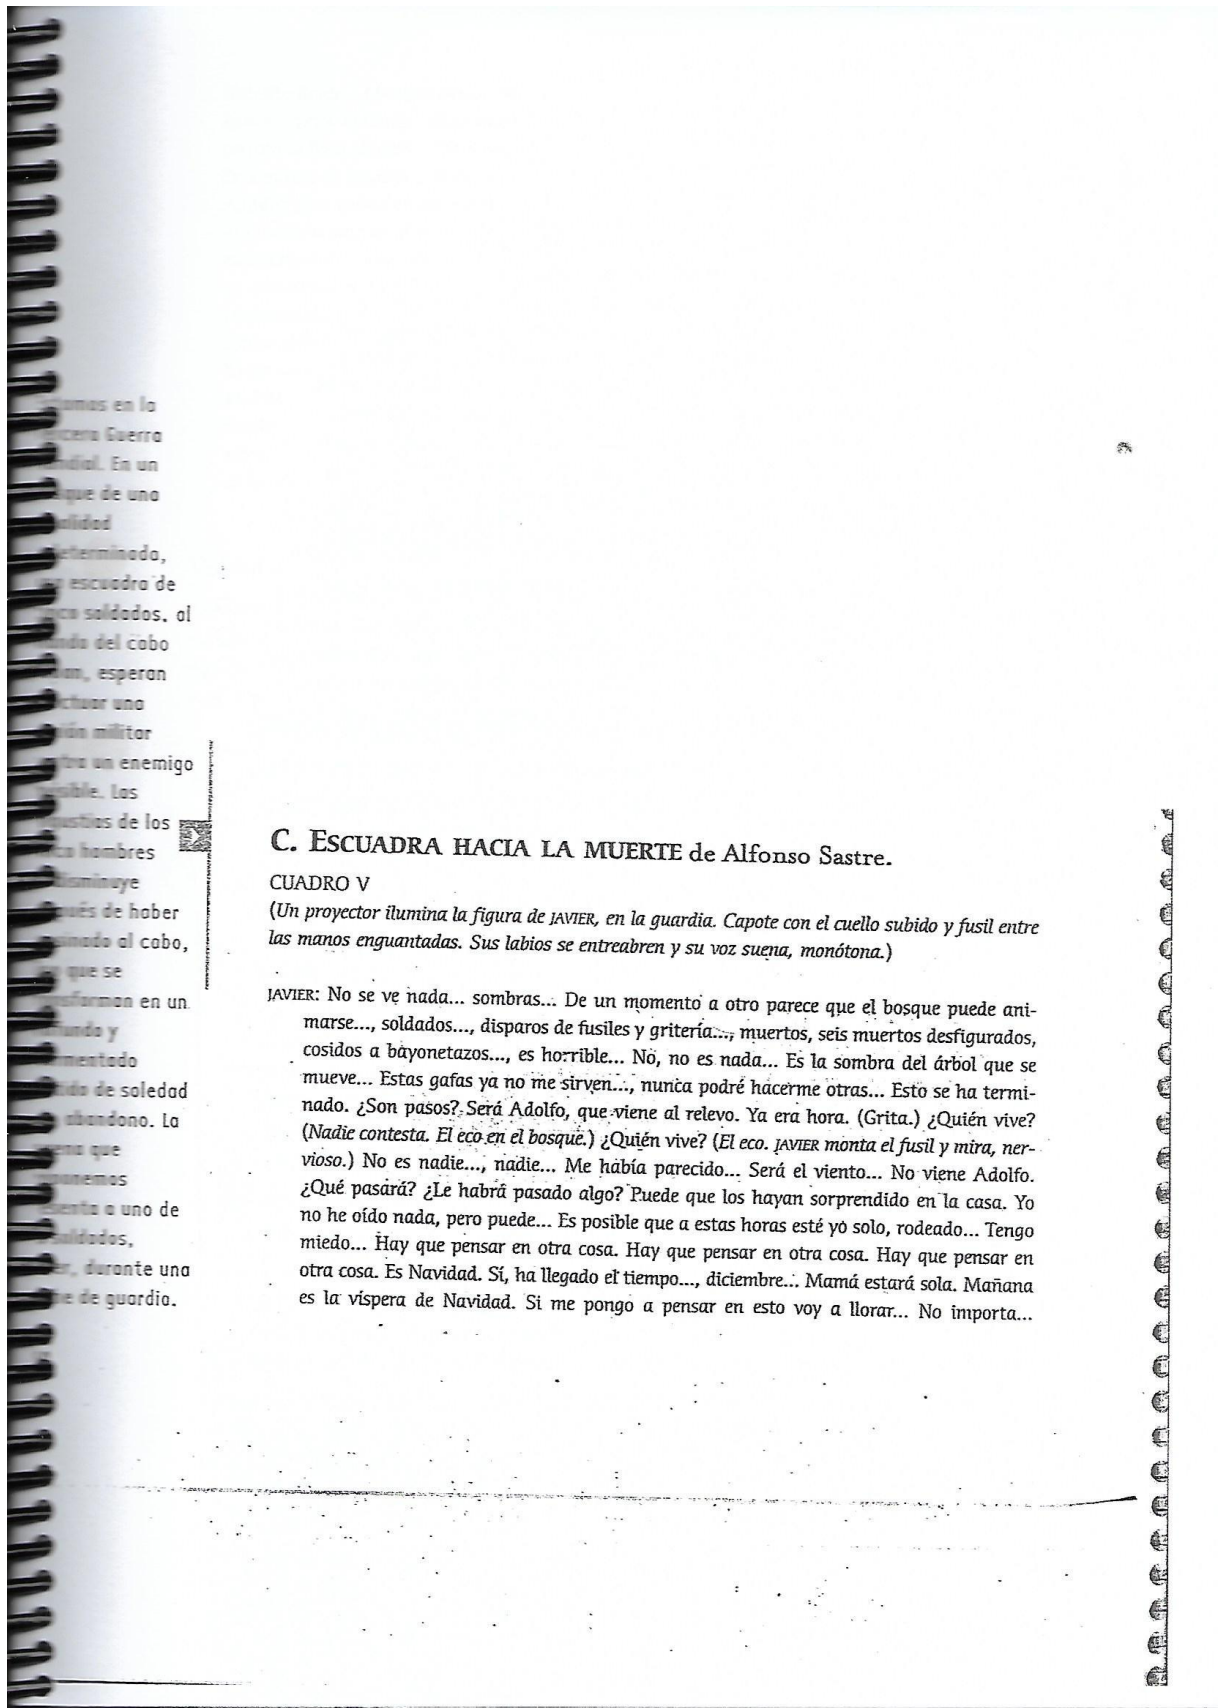 en la
Guerra
En un
que de una
determinada,
escuadra de
soldados, al
del cabo
esperan
una
militar
enemigo
Las
de los
hombres
disminuye
de haber
al cabo,
que se
en un
y
de soledad
abandono. La
que
a uno de
soldados,
durante una
de guardia.
C. ESCUADRA HACIA LA MUERTE de Alfonso Sastre.
CUADRO V
(Un proyector ilumina la figura de JAVIER, en la guardia. Capote con el cuello subido y fusil entre
las manos enguantadas. Sus labios se entreabren y su voz suena, monótona.)
JAVIER: No se ve nada... sombras... De un momento a otro parece que el bosque puede ani-
marse..., soldados..., disparos de fusiles y gritería..., muertos, seis muertos desfigurados,
cosidos a bayonetazos..., es horrible... No, no es nada... Es la sombra del árbol que se
mueve... Estas gafas ya no me sirven..., nunca podré hacerme otras... Esto se ha termi-
nado. ¿Son pasos? Será Adolfo, que viene al relevo. Ya era hora. (Grita.) ¿Quién vive?
(Nadie contesta. El eco en el bosque.) ¿Quién vive? (El eco. JAVIER monta el fusil y mira, ner-
vioso.) No es nadie..., nadie... Me había parecido... Será el viento... No viene Adolfo.
¿Qué pasará? ¿Le habrá pasado algo? Puede que los hayan sorprendido en la casa. Yo
no he oído nada, pero puede... Es posible que a estas horas esté yo solo, rodeado... Tengo
miedo... Hay que pensar en otra cosa. Hay que pensar en otra cosa. Hay que pensar en
otra cosa. Es Navidad. Sí, ha llegado el tiempo..., diciembre... Mamá estará sola. Mañana
es la víspera de Navidad. Si me pongo a pensar en esto voy a llorar... No importa...